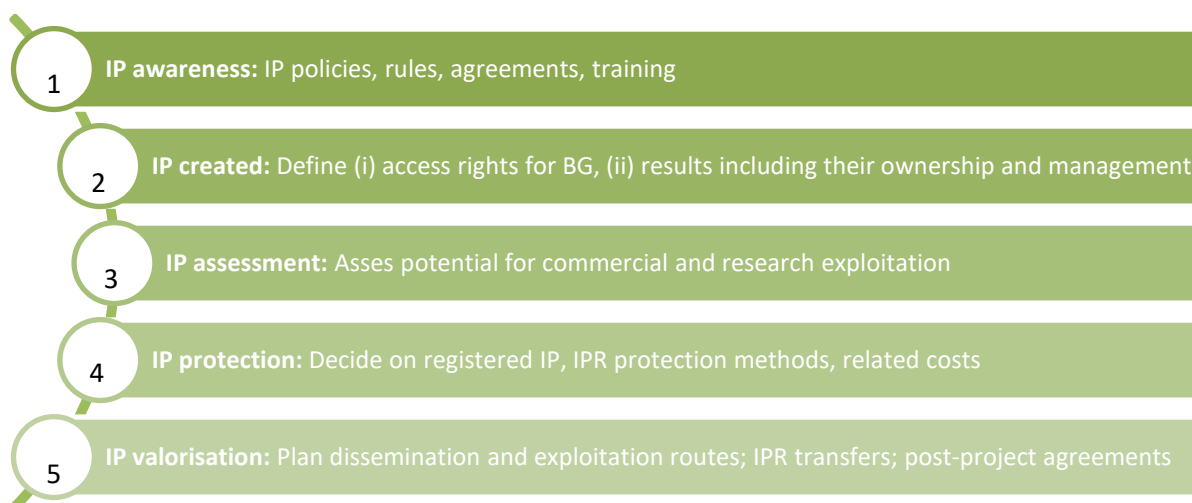 1 IP awareness: IP policies, rules, agreements, training
2 IP created: Define (i) access rights for BG, (ii) results including their ownership and management
3 IP assessment: Asses potential for commercial and research exploitation
4 IP protection: Decide on registered IP, IPR protection methods, related costs
5 IP valorisation: Plan dissemination and exploitation routes; IPR transfers; post-project agreements